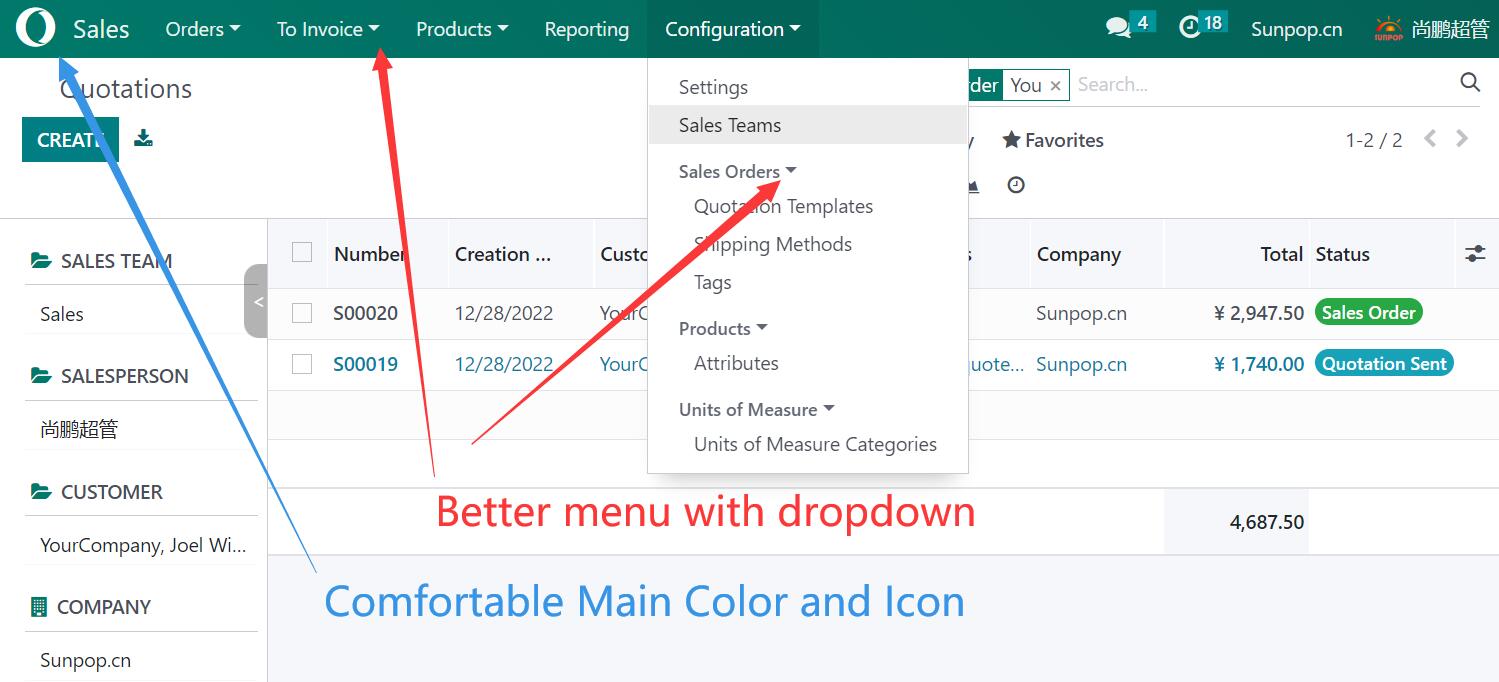 Sales Orders To Invoice Products Reporting Configuration 4 18 Sunpop.cn SUNPOP 尚鹏超管
Quotations
You × Search...
CREATE
Favorites 1-2 / 2
Settings
Sales Teams
Sales Orders
Quotation Templates
Shipping Methods
Tags
Products
Attributes
Units of Measure
Units of Measure Categories
SALES TEAM
Sales
SALESPERSON
尚鹏超管
CUSTOMER
YourCompany, Joel Wi...
COMPANY
Sunpop.cn
<
Number Creation ... Company Total Status
S00020 12/28/2022 Sunpop.cn ¥ 2,947.50 Sales Order
S00019 12/28/2022 Sunpop.cn ¥ 1,740.00 Quotation Sent
4,687.50
Better menu with dropdown
Comfortable Main Color and Icon